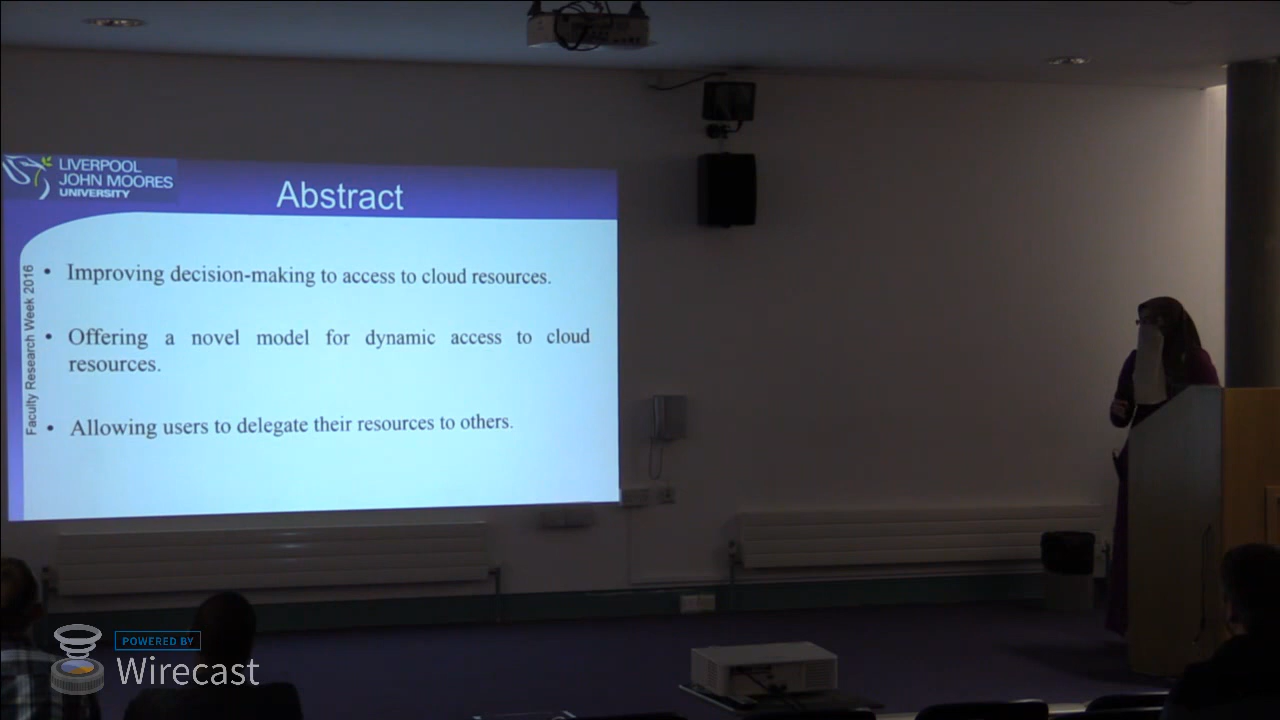 LIVERPOOL
JOHN MOORES
UNIVERSITY
Abstract
Faculty Research Week 2016
• Improving decision-making to access to cloud resources.
• Offering a novel model for dynamic access to cloud
resources.
• Allowing users to delegate their resources to others.
POWERED BY
Wirecast